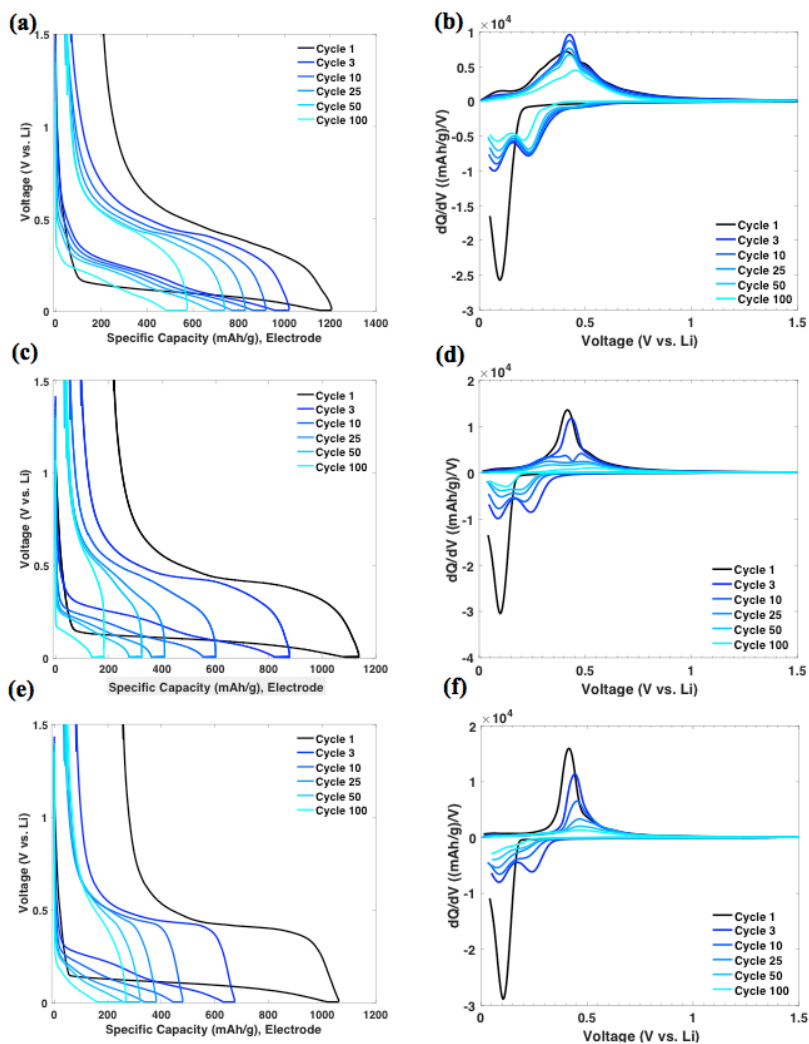 (a)
1.5
1
0.5
0
Voltage (V vs. Li)
Cycle 1
Cycle 3
Cycle 10
Cycle 25
Cycle 50
Cycle 100
0 200 400 600 800 1000 1200 1400
Specific Capacity (mAh/g), Electrode
(b)
×10⁴
1
0.5
0
-0.5
-1
-1.5
-2
-2.5
-3
dQ/dV ((mAh/g)/V)
Cycle 1
Cycle 3
Cycle 10
Cycle 25
Cycle 50
Cycle 100
0 0.5 1 1.5
Voltage (V vs. Li)
(c)
1.5
1
0.5
0
Voltage (V vs. Li)
Cycle 1
Cycle 3
Cycle 10
Cycle 25
Cycle 50
Cycle 100
0 200 400 600 800 1000 1200
Specific Capacity (mAh/g), Electrode
(d)
×10⁴
2
1
0
-1
-2
-3
-4
dQ/dV ((mAh/g)/V)
Cycle 1
Cycle 3
Cycle 10
Cycle 25
Cycle 50
Cycle 100
0 0.5 1 1.5
Voltage (V vs. Li)
(e)
1.5
1
0.5
0
Voltage (V vs. Li)
Cycle 1
Cycle 3
Cycle 10
Cycle 25
Cycle 50
Cycle 100
0 200 400 600 800 1000 1200
Specific Capacity (mAh/g), Electrode
(f)
×10⁴
2
1
0
-1
-2
-3
dQ/dV ((mAh/g)/V)
Cycle 1
Cycle 3
Cycle 10
Cycle 25
Cycle 50
Cycle 100
0 0.5 1 1.5
Voltage (V vs. Li)